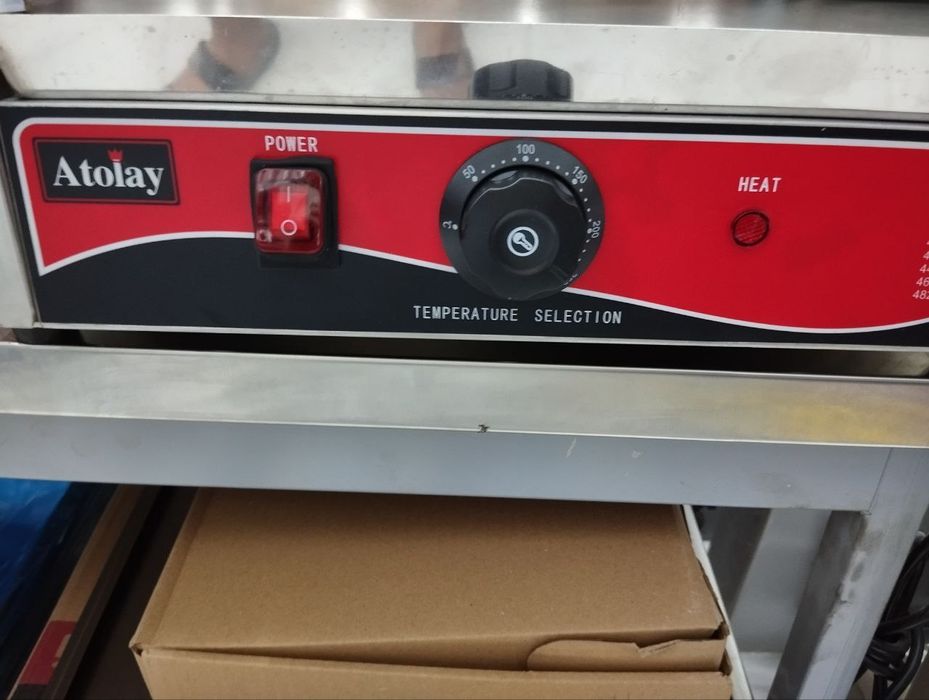 Atolay
POWER
I
O
°C
50
100
150
200
HEAT
TEMPERATURE SELECTION